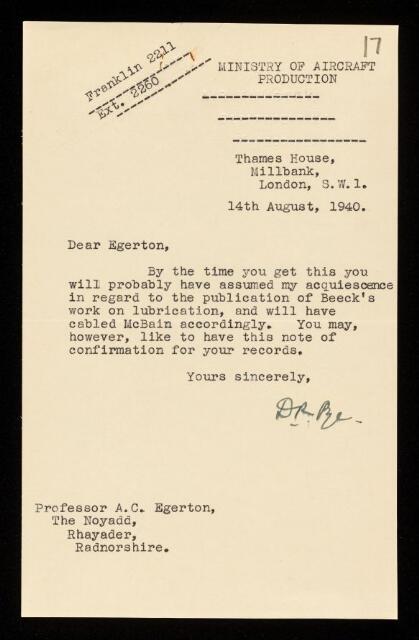 17
Franklin 2211
Ext. 2260
MINISTRY OF AIRCRAFT
PRODUCTION
Thames House,
Millbank,
London, S.W.1.
14th August, 1940.
Dear Egerton,
By the time you get this you
will probably have assumed my acquiescence
in regard to the publication of Beeck's
work on lubrication, and will have
cabled McBain accordingly. You may,
however, like to have this note of
confirmation for your records.
Yours sincerely,
D.R. Pye.
Professor A.C. Egerton,
The Noyadd,
Rhayader,
Radnorshire.